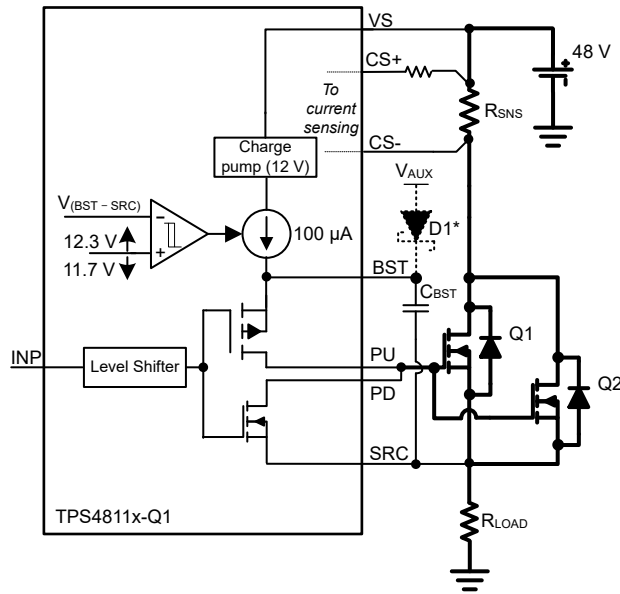 VS
CS+
48 V
To
current
sensing
RSNS
CS-
Charge
pump (12 V)
VAUX
V(BST – SRC)
D1*
12.3 V
100 µA
11.7 V
BST
CBST
Q1
INP
Level Shifter
PU
PD
Q2
SRC
RLOAD
TPS4811x-Q1